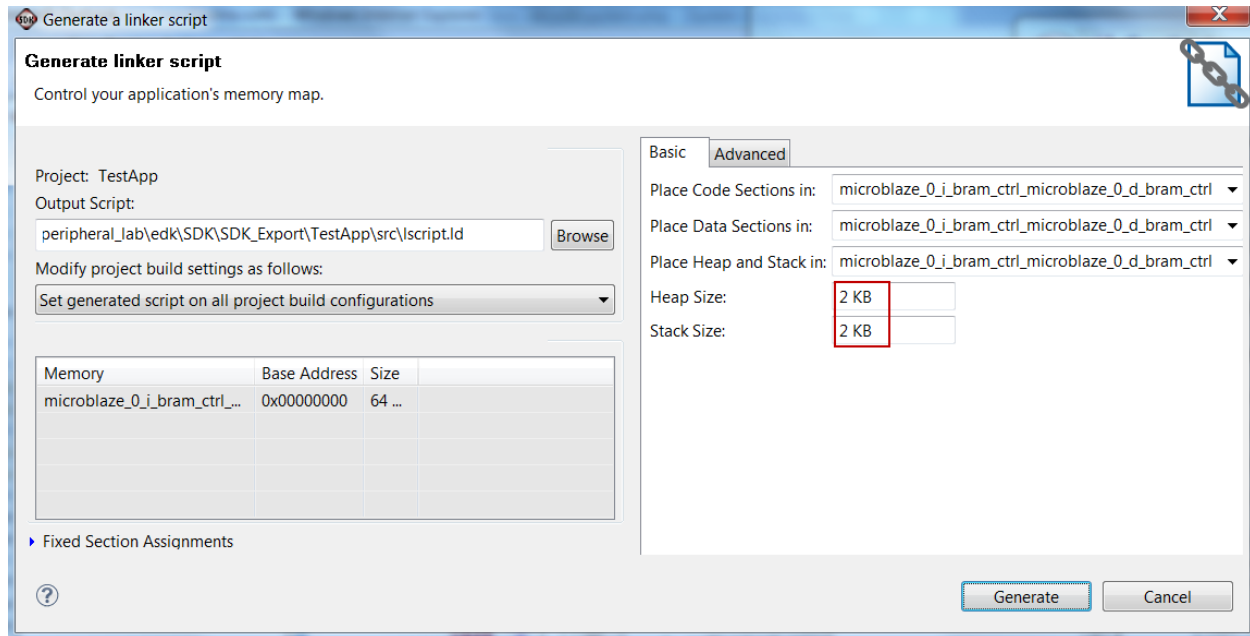 SDK Generate a linker script
X
Generate linker script
Control your application's memory map.
Project: TestApp
Output Script:
peripheral_lab\edk\SDK\SDK_Export\TestApp\src\lscript.ld Browse
Modify project build settings as follows:
Set generated script on all project build configurations
Memory Base Address Size
microblaze_0_i_bram_ctrl_... 0x00000000 64 ...
Fixed Section Assignments
Basic Advanced
Place Code Sections in: microblaze_0_i_bram_ctrl_microblaze_0_d_bram_ctrl
Place Data Sections in: microblaze_0_i_bram_ctrl_microblaze_0_d_bram_ctrl
Place Heap and Stack in: microblaze_0_i_bram_ctrl_microblaze_0_d_bram_ctrl
Heap Size: 2 KB
Stack Size: 2 KB
? Generate Cancel